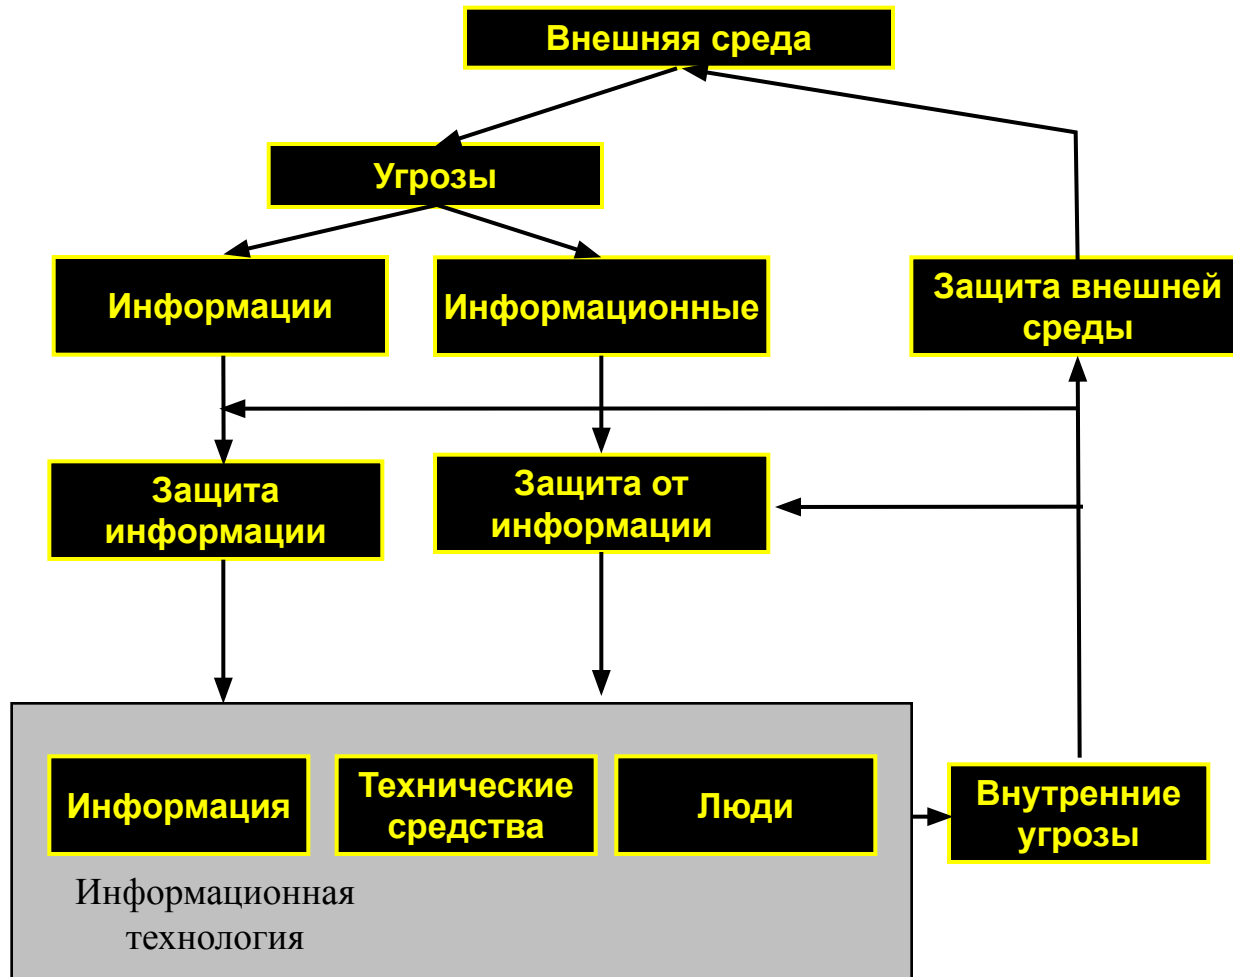 Внешняя среда
Угрозы
Информации
Информационные
Защита внешней
среды
Защита
информации
Защита от
информации
Информация
Технические
средства
Люди
Внутренние
угрозы
Информационная
технология